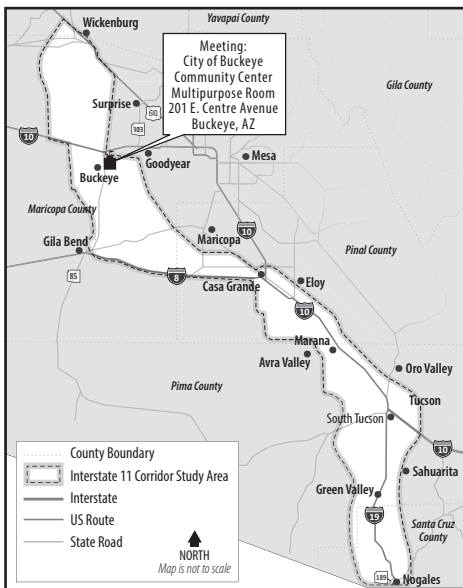 Wickenburg
Yavapai County
Meeting:
City of Buckeye
Community Center
Multipurpose Room
201 E. Centre Avenue
Buckeye, AZ
Gila County
Surprise
60
303
10
Goodyear
Mesa
Buckeye
Maricopa County
Maricopa
Gila Bend
Pinal County
85
8
Casa Grande
Eloy
10
Marana
Avra Valley
Oro Valley
Pima County
Tucson
South Tucson
10
Sahuarita
Green Valley
19
Santa Cruz
County
189
Nogales
County Boundary
Interstate 11 Corridor Study Area
Interstate
US Route
State Road
NORTH
Map is not to scale